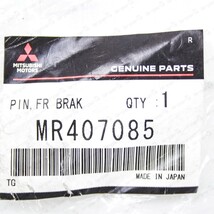 R
MITSUBISHI
MOTORS
GENUINE PARTS
PIN, FR BRAK QTY : 1
MR407085
TG
MADE IN JAPAN